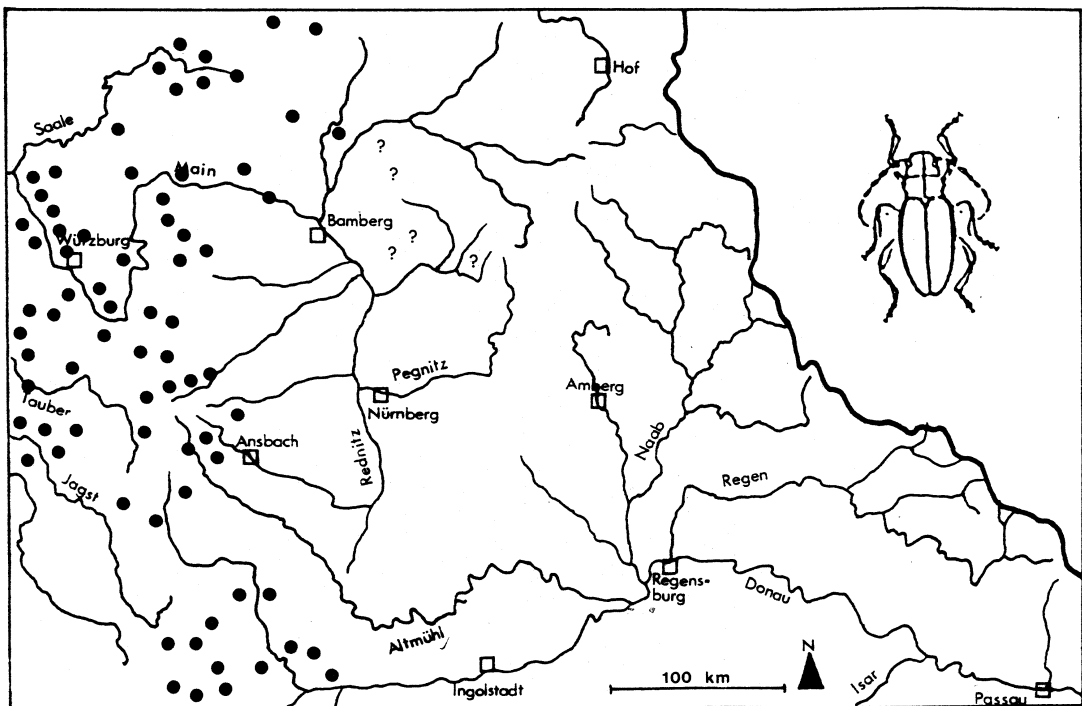 Hof
Saale
?
Main
?
Bamberg
Würzburg
?
?
?
Pegnitz
Amberg
Nürnberg
Tauber
Ansbach
Naab
Rednitz
Regen
Jagst
Regens-
burg
Donau
Altmühl
N
100 km
Isar
Ingolstadt
Passau